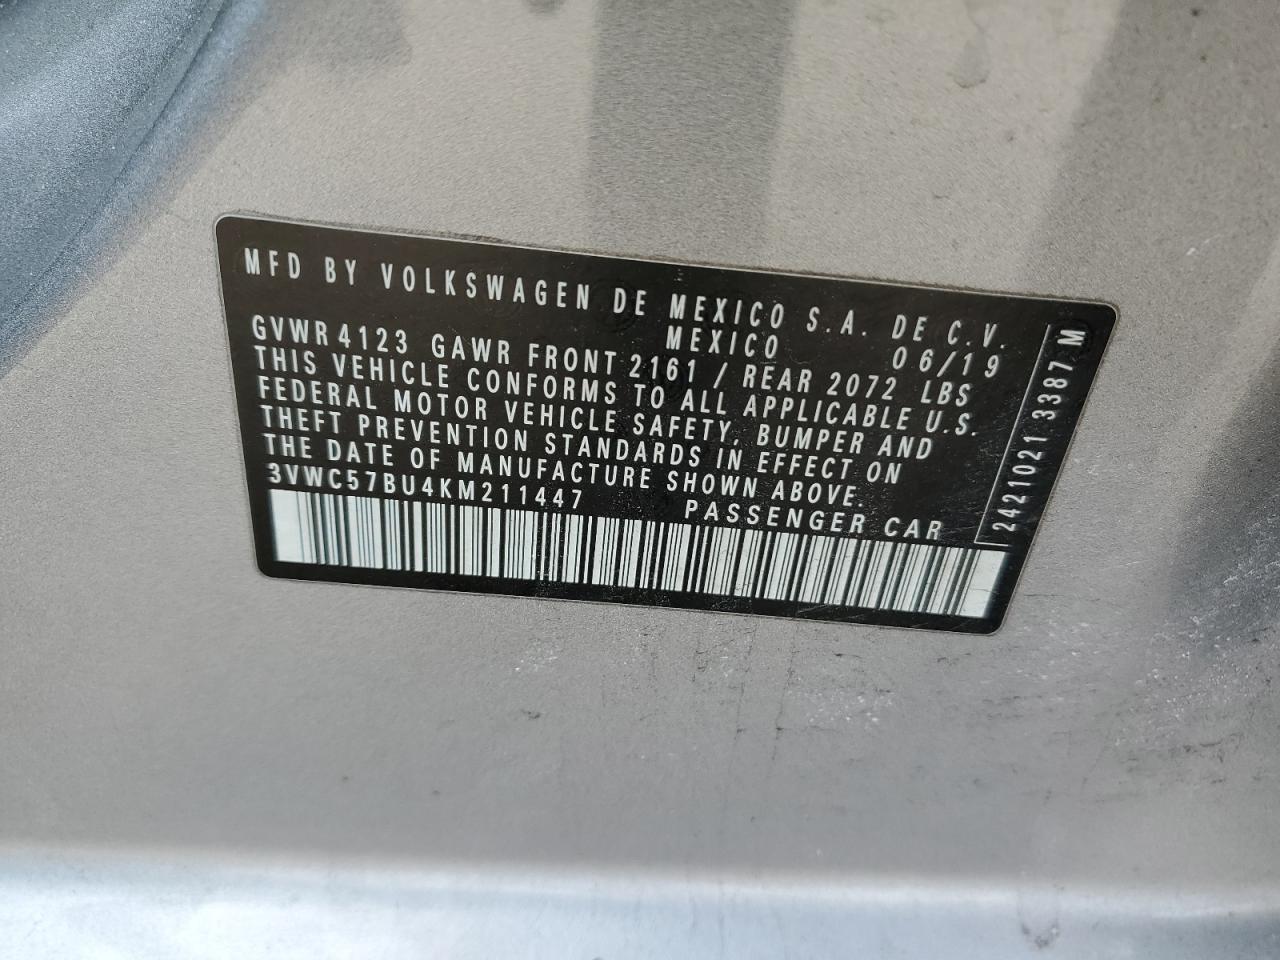 MFD BY VOLKSWAGEN DE MEXICO S.A. DE C.V.
MEXICO 06/19
GVWR 4123 GAWR FRONT 2161 / REAR 2072 LBS
THIS VEHICLE CONFORMS TO ALL APPLICABLE U.S.
FEDERAL MOTOR VEHICLE SAFETY, BUMPER AND
THEFT PREVENTION STANDARDS IN EFFECT ON
THE DATE OF MANUFACTURE SHOWN ABOVE.
3VWC57BU4KM211447 PASSENGER CAR
2421021 3387 M